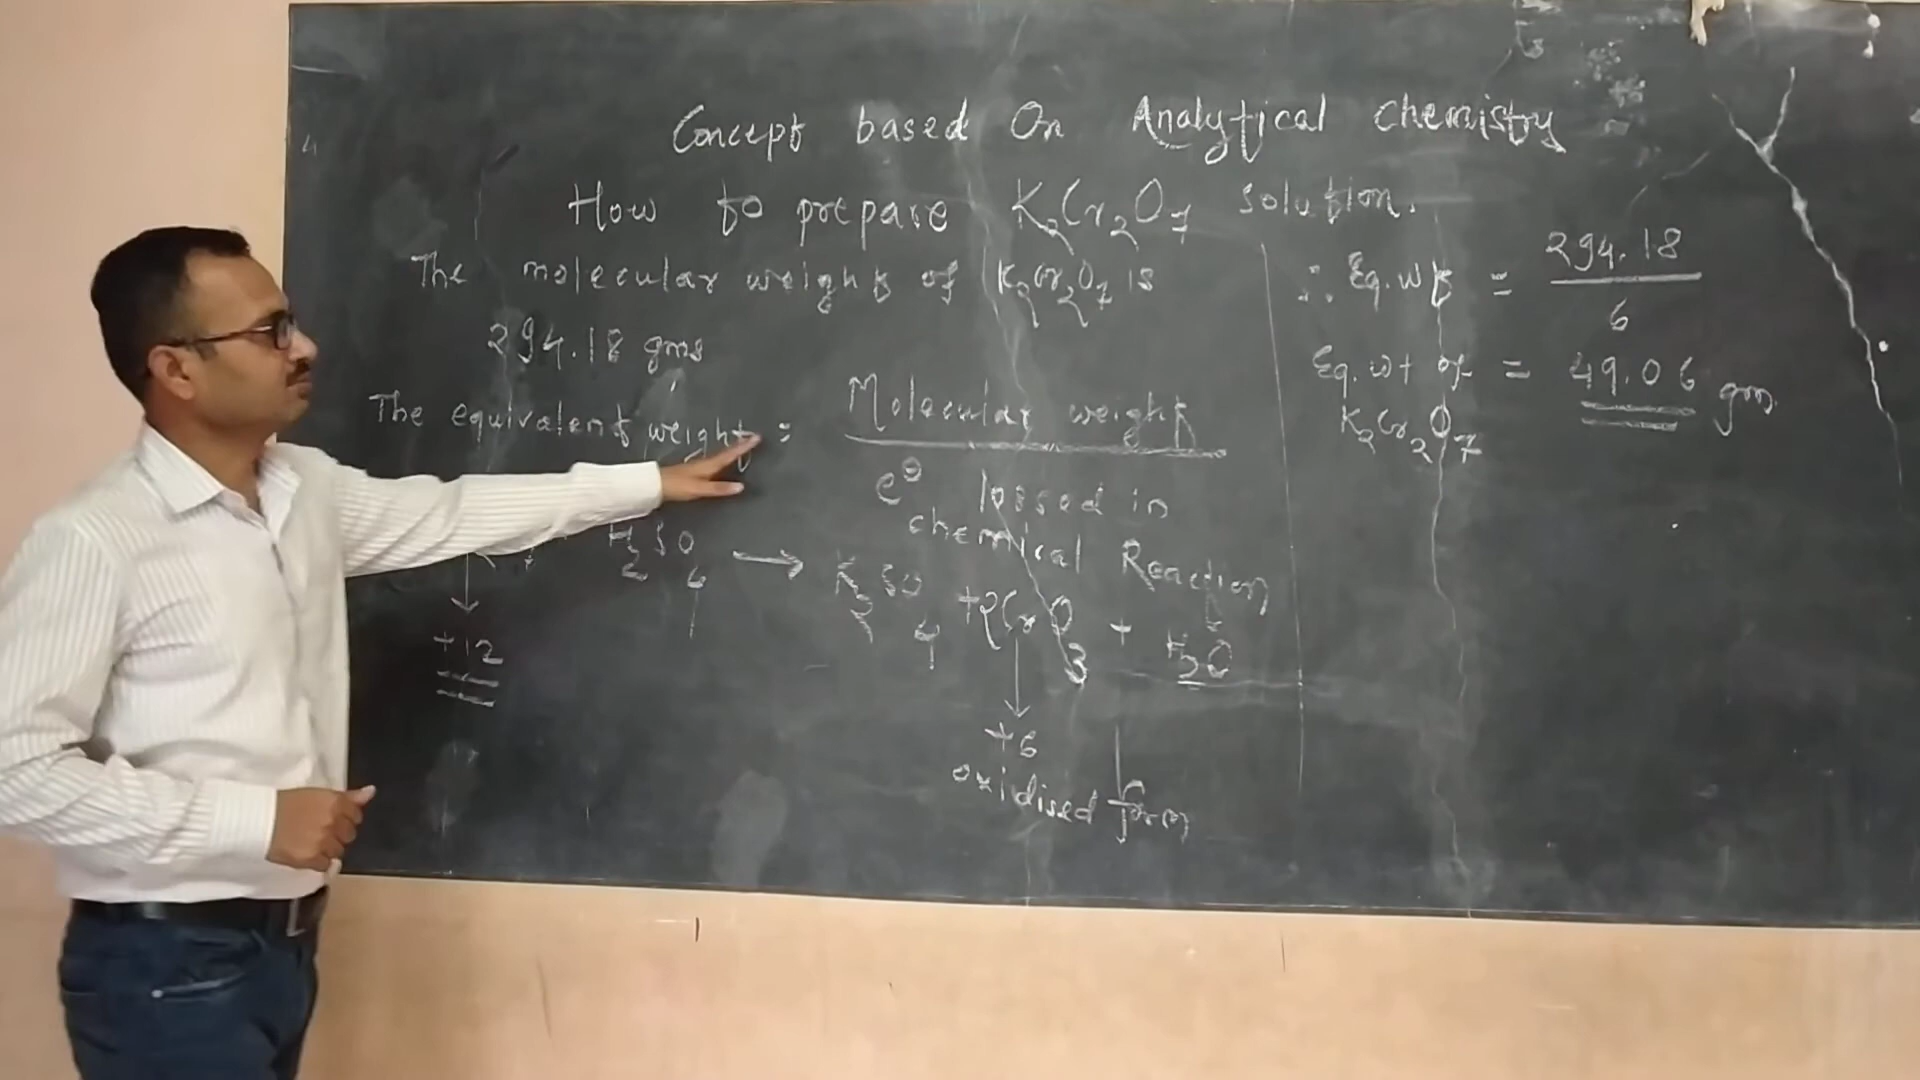 Concept based On Analytical chemistry
How to prepare K2Cr2O7 solution.
The molecular weight of K2Cr2O7 is
294.18 gms
The equivalent weight = Molecular weight
e⊖ lossed in
chemical Reaction
H2SO4 → K2SO4 + 2CrO3 + H2O
+12
+6
oxidised form
∴ Eq. wt = 294.18
6
Eq. wt of = 49.06 gm
K2Cr2O7